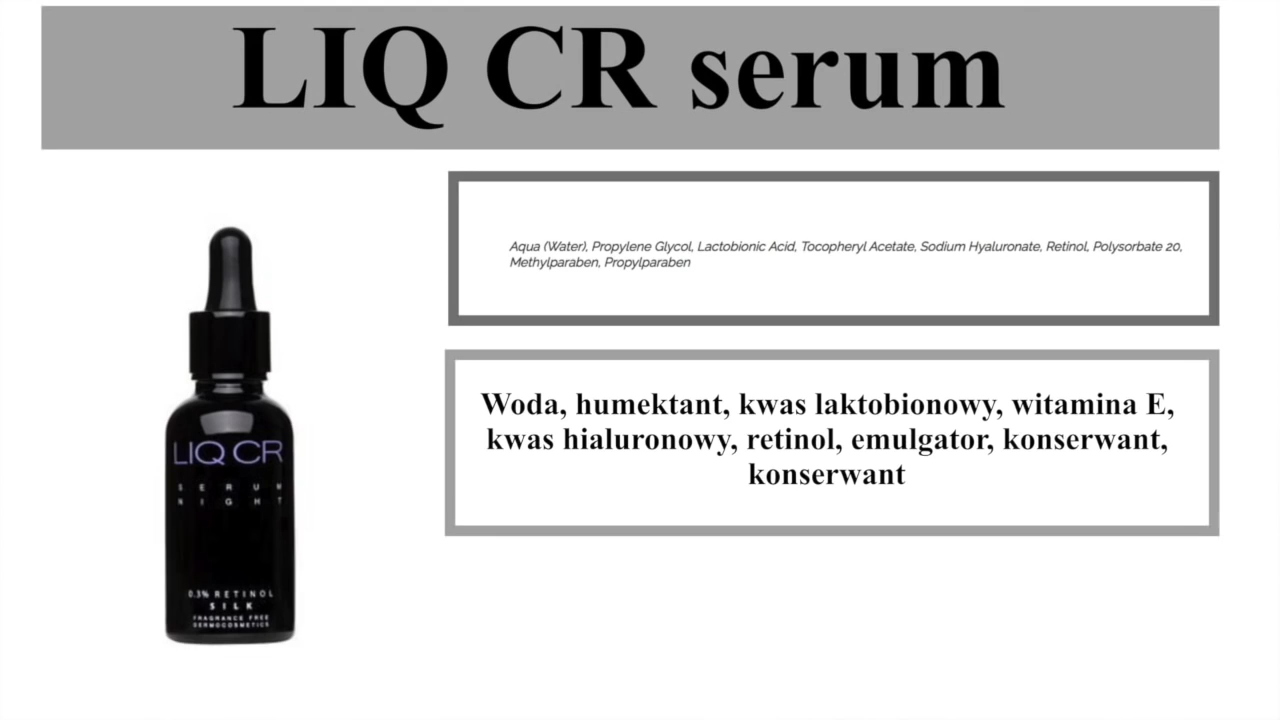 LIQ CR serum
Aqua (Water), Propylene Glycol, Lactobionic Acid, Tocopheryl Acetate, Sodium Hyaluronate, Retinol, Polysorbate 20,
Methylparaben, Propylparaben
Woda, humektant, kwas laktobionowy, witamina E,
kwas hialuronowy, retinol, emulgator, konserwant,
konserwant
LIQ CR
SERUM
NIGHT
0.3% RETINOL
SILK
FRAGRANCE FREE
DERMOCOSMETICS